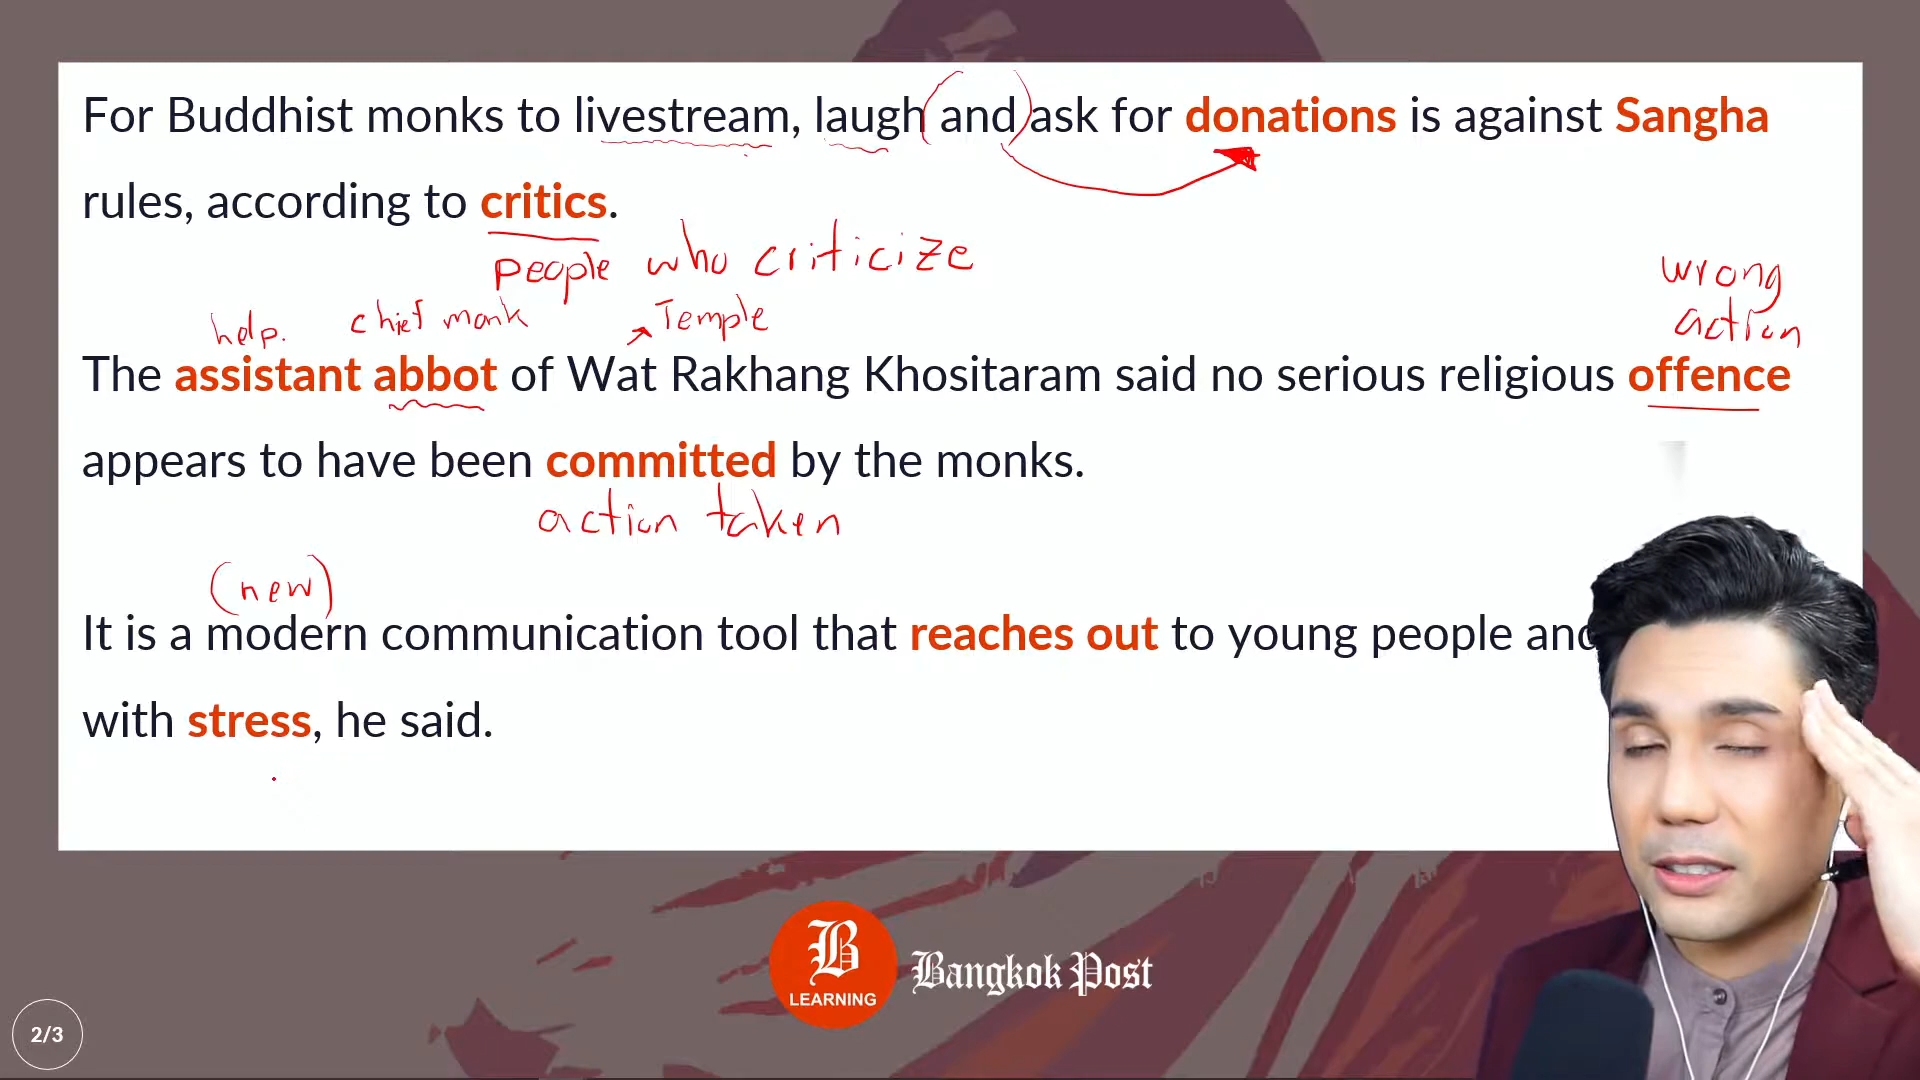 For Buddhist monks to livestream, laugh and ask for donations is against Sangha
rules, according to critics.
people who criticize
wrong
action
help. chief monk Temple
The assistant abbot of Wat Rakhang Khositaram said no serious religious offence
appears to have been committed by the monks.
action taken
(new)
It is a modern communication tool that reaches out to young people and
with stress, he said.
B
LEARNING
Bangkok Post
2/3